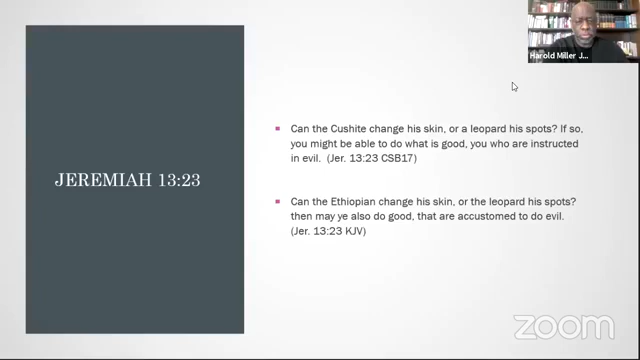 Harold Miller J...
JEREMIAH 13:23
Can the Cushite change his skin, or a leopard his spots? If so,
you might be able to do what is good, you who are instructed
in evil. (Jer. 13:23 CSB17)
Can the Ethiopian change his skin, or the leopard his spots?
then may ye also do good, that are accustomed to do evil.
(Jer. 13:23 KJV)
zoom